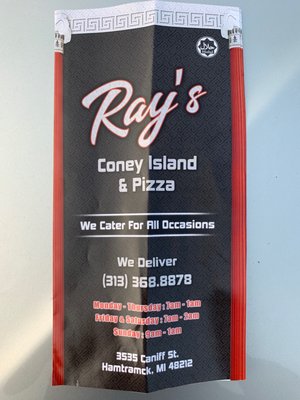 Ray's
Coney Island
& Pizza
We Cater For All Occasions
We Deliver
(313) 368.8878
Monday - Thursday : 7am - 1am
Friday & Saturday : 7am - 2am
Sunday : 9am - 1am
3535 Caniff St.
Hamtramck, MI 48212